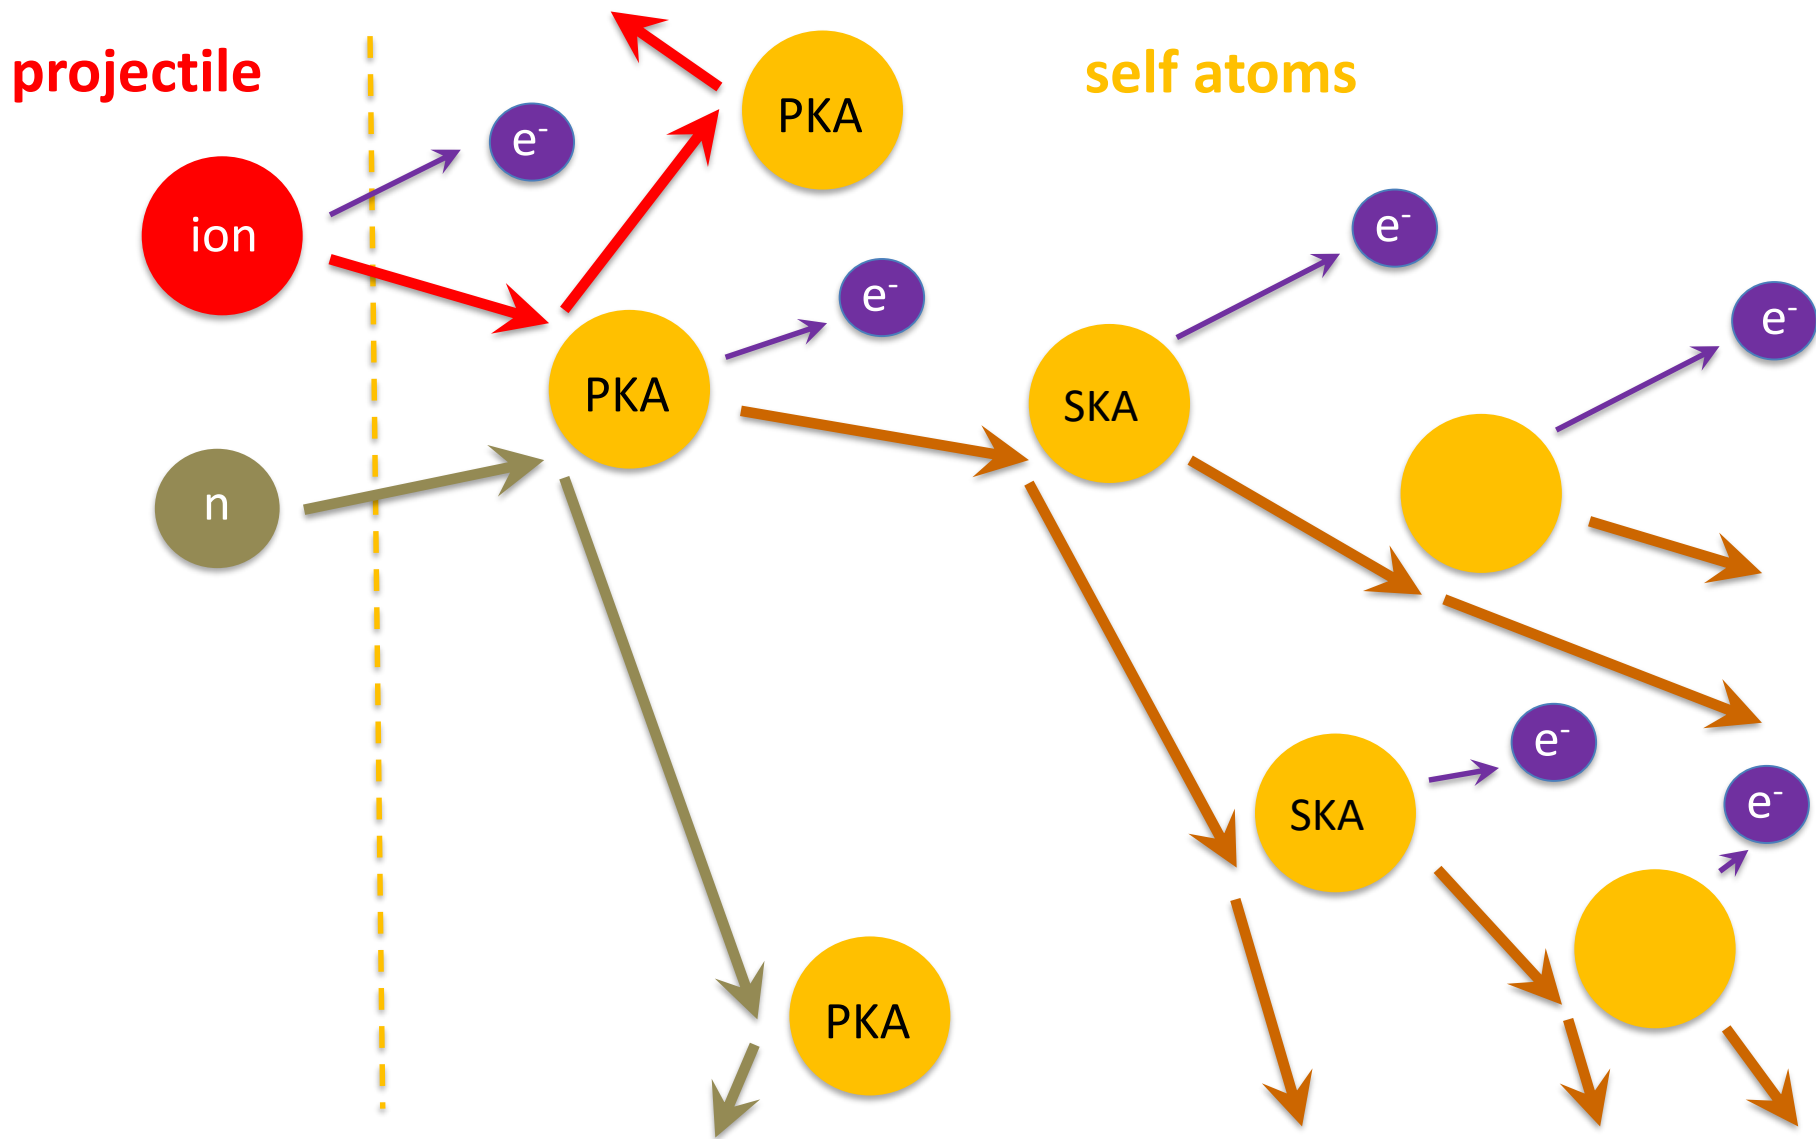 projectile
self atoms
PKA
e⁻
ion
e⁻
e⁻
e⁻
PKA
SKA
n
e⁻
SKA
e⁻
PKA